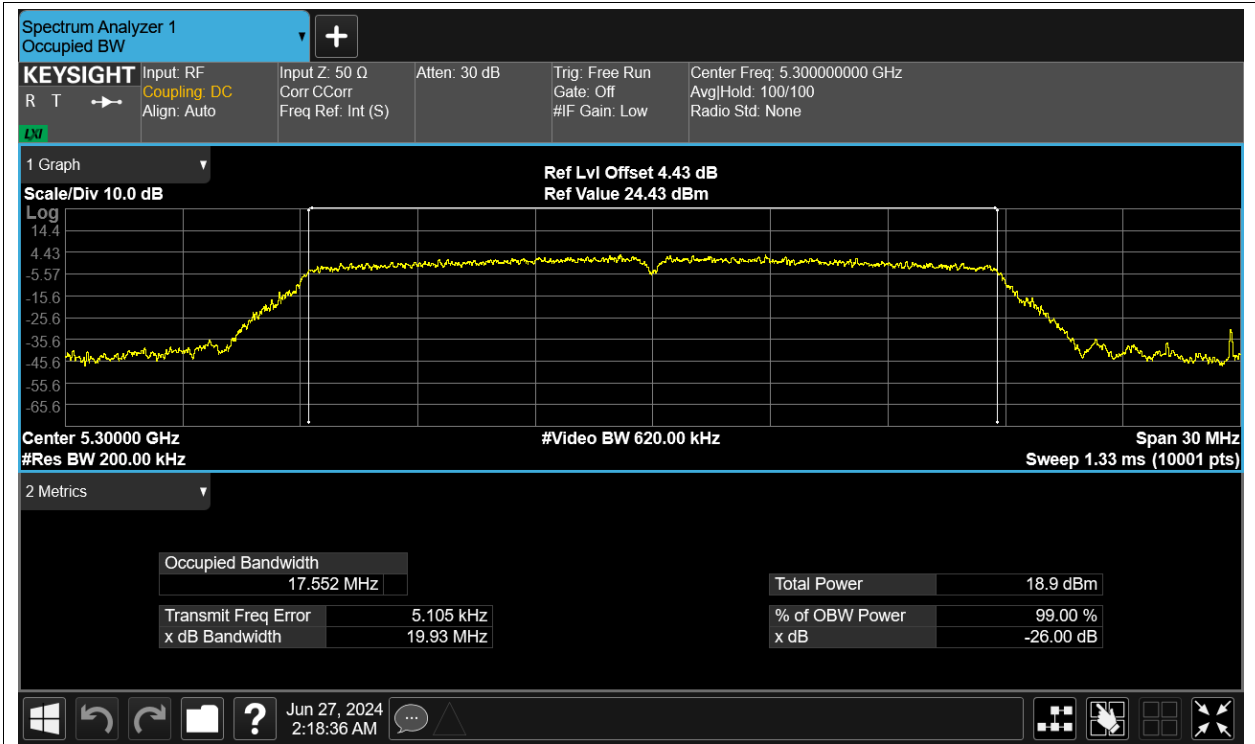 Spectrum Analyzer 1
Occupied BW
KEYSIGHT
R T
LXI
Input: RF
Coupling: DC
Align: Auto
Input Z: 50 Ω
Corr CCorr
Freq Ref: Int (S)
Atten: 30 dB
Trig: Free Run
Gate: Off
#IF Gain: Low
Center Freq: 5.300000000 GHz
Avg|Hold: 100/100
Radio Std: None
1 Graph
Scale/Div 10.0 dB
Ref Lvl Offset 4.43 dB
Ref Value 24.43 dBm
Log
14.4
4.43
-5.57
-15.6
-25.6
-35.6
-45.6
-55.6
-65.6
Center 5.30000 GHz
#Video BW 620.00 kHz
Span 30 MHz
#Res BW 200.00 kHz
Sweep 1.33 ms (10001 pts)
2 Metrics
Occupied Bandwidth
17.552 MHz
Transmit Freq Error 5.105 kHz
x dB Bandwidth 19.93 MHz
Total Power 18.9 dBm
% of OBW Power 99.00 %
x dB -26.00 dB
?
Jun 27, 2024
2:18:36 AM